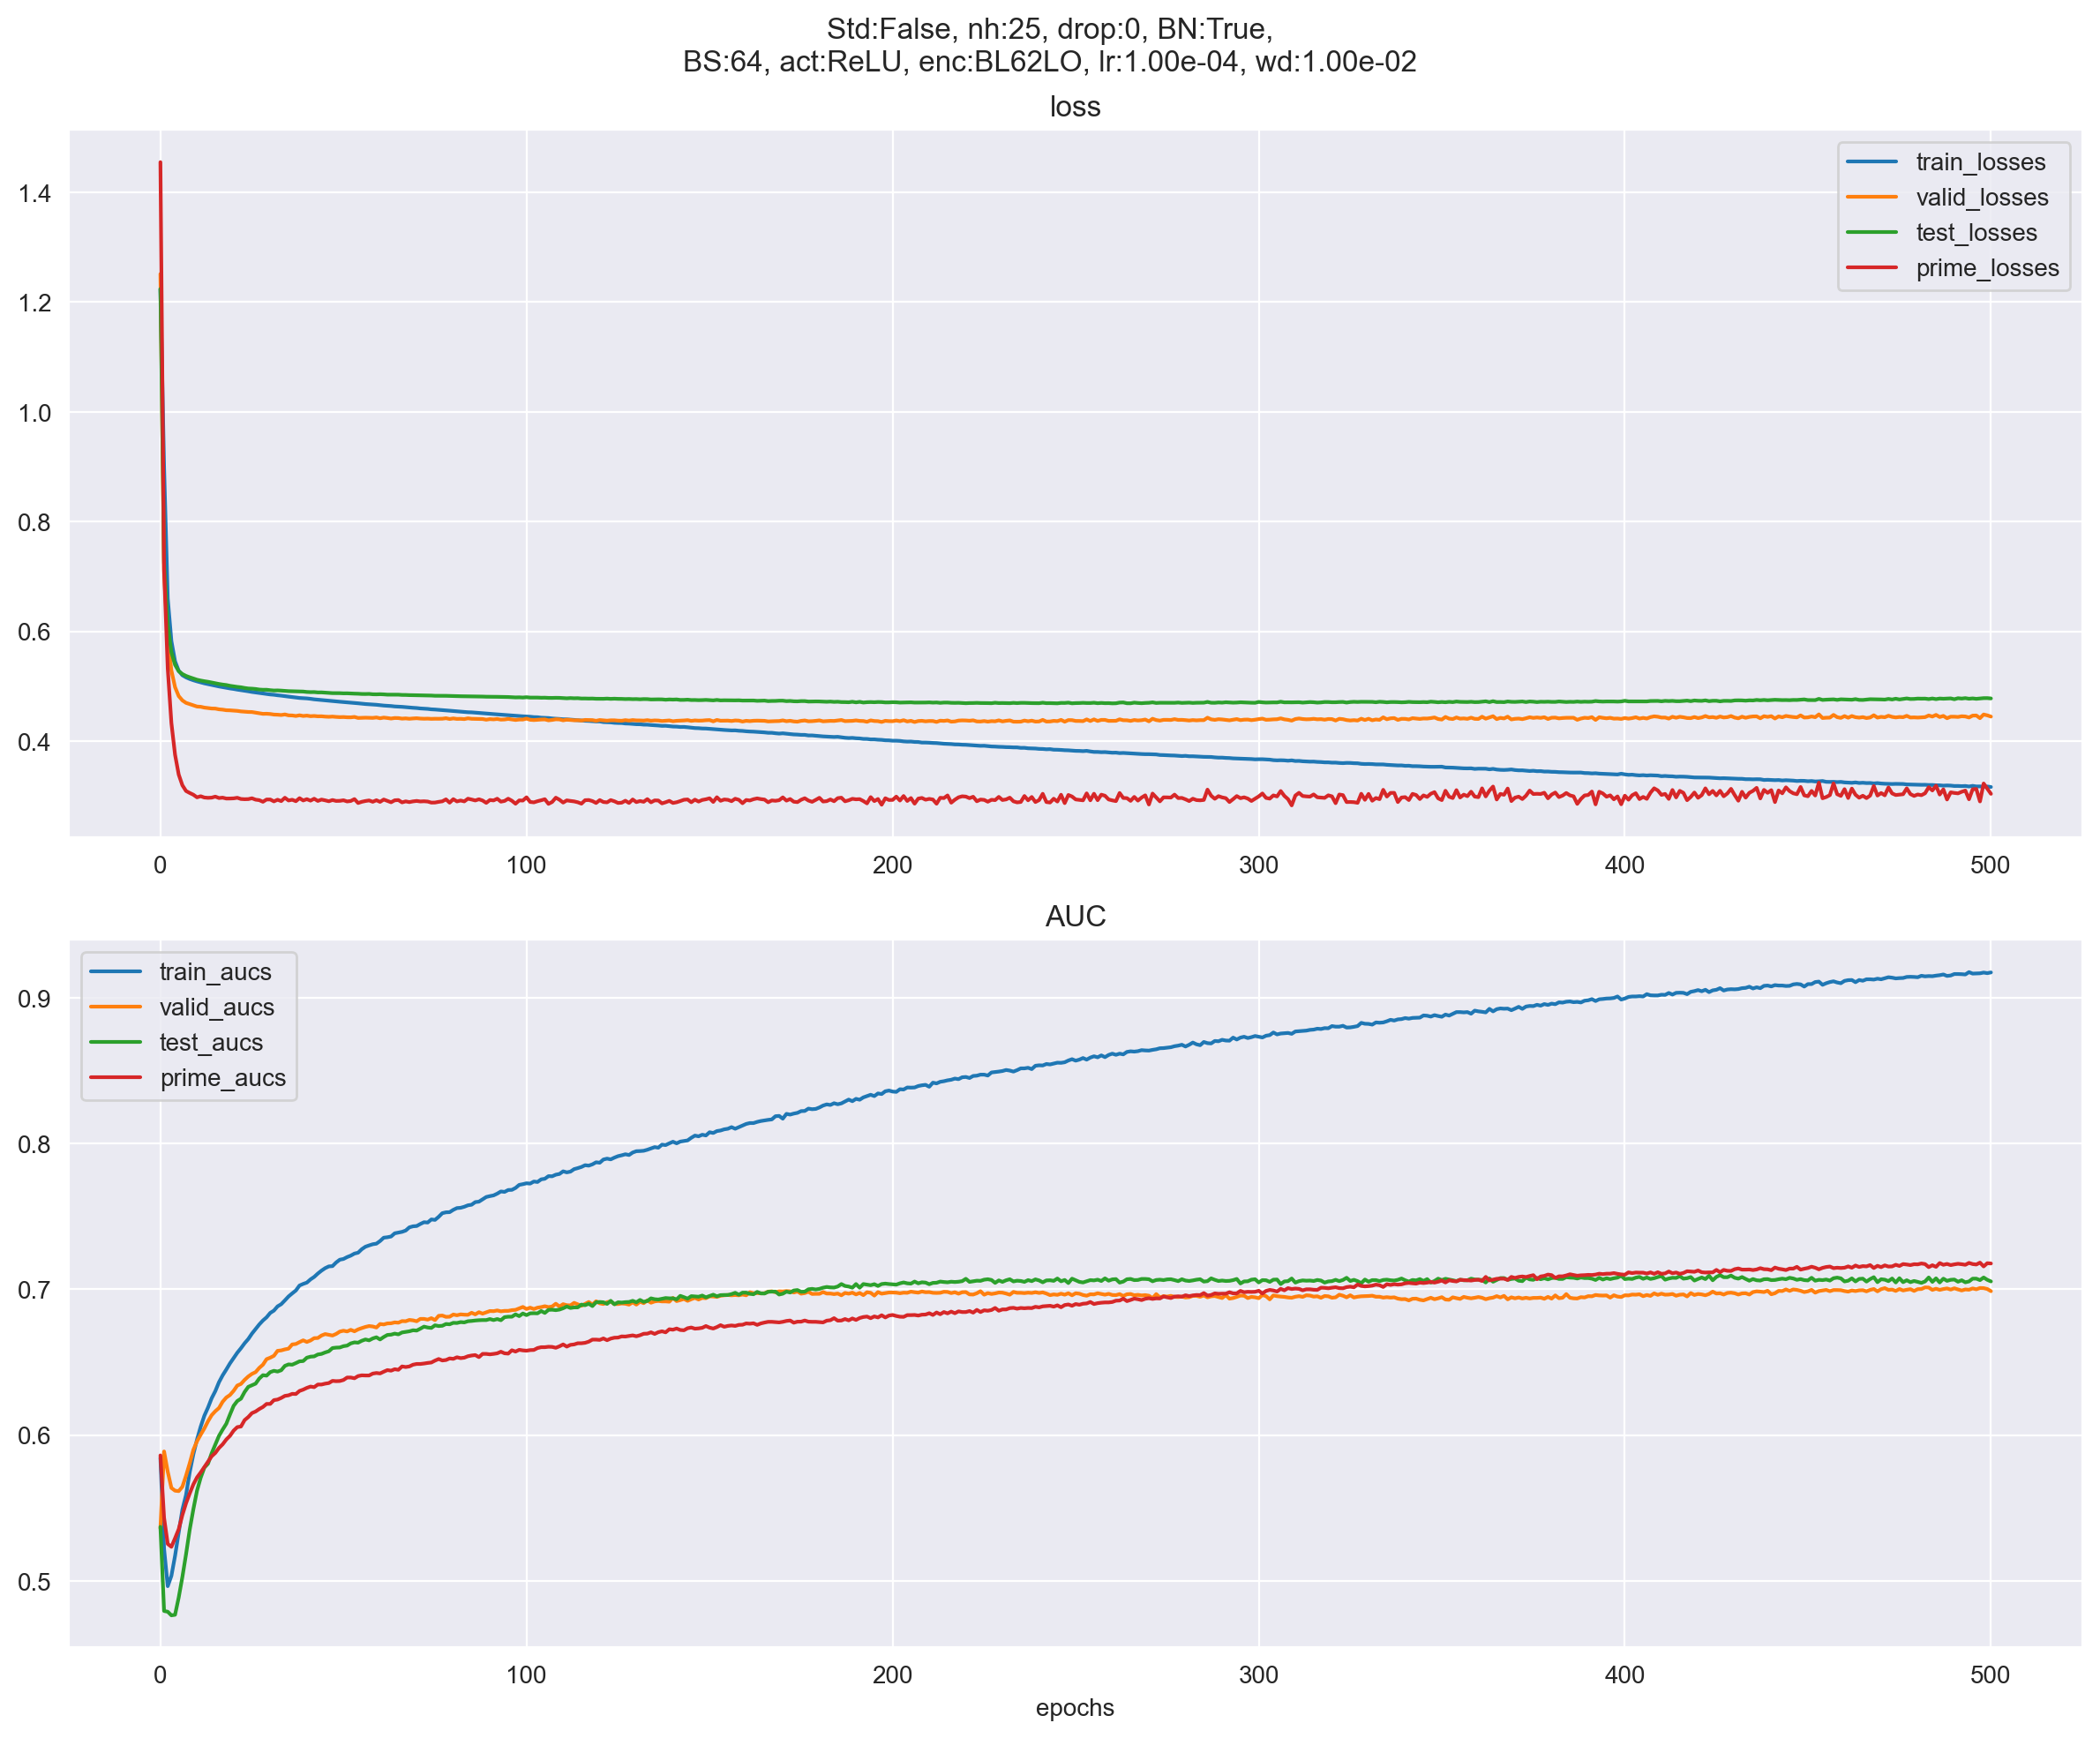 Std:False, nh:25, drop:0, BN:True,
BS:64, act:ReLU, enc:BL62LO, lr:1.00e-04, wd:1.00e-02
loss
train_losses
valid_losses
test_losses
prime_losses
1.4
1.2
1.0
0.8
0.6
0.4
0 100 200 300 400 500
AUC
train_aucs
valid_aucs
test_aucs
prime_aucs
0.9
0.8
0.7
0.6
0.5
0 100 200 300 400 500
epochs